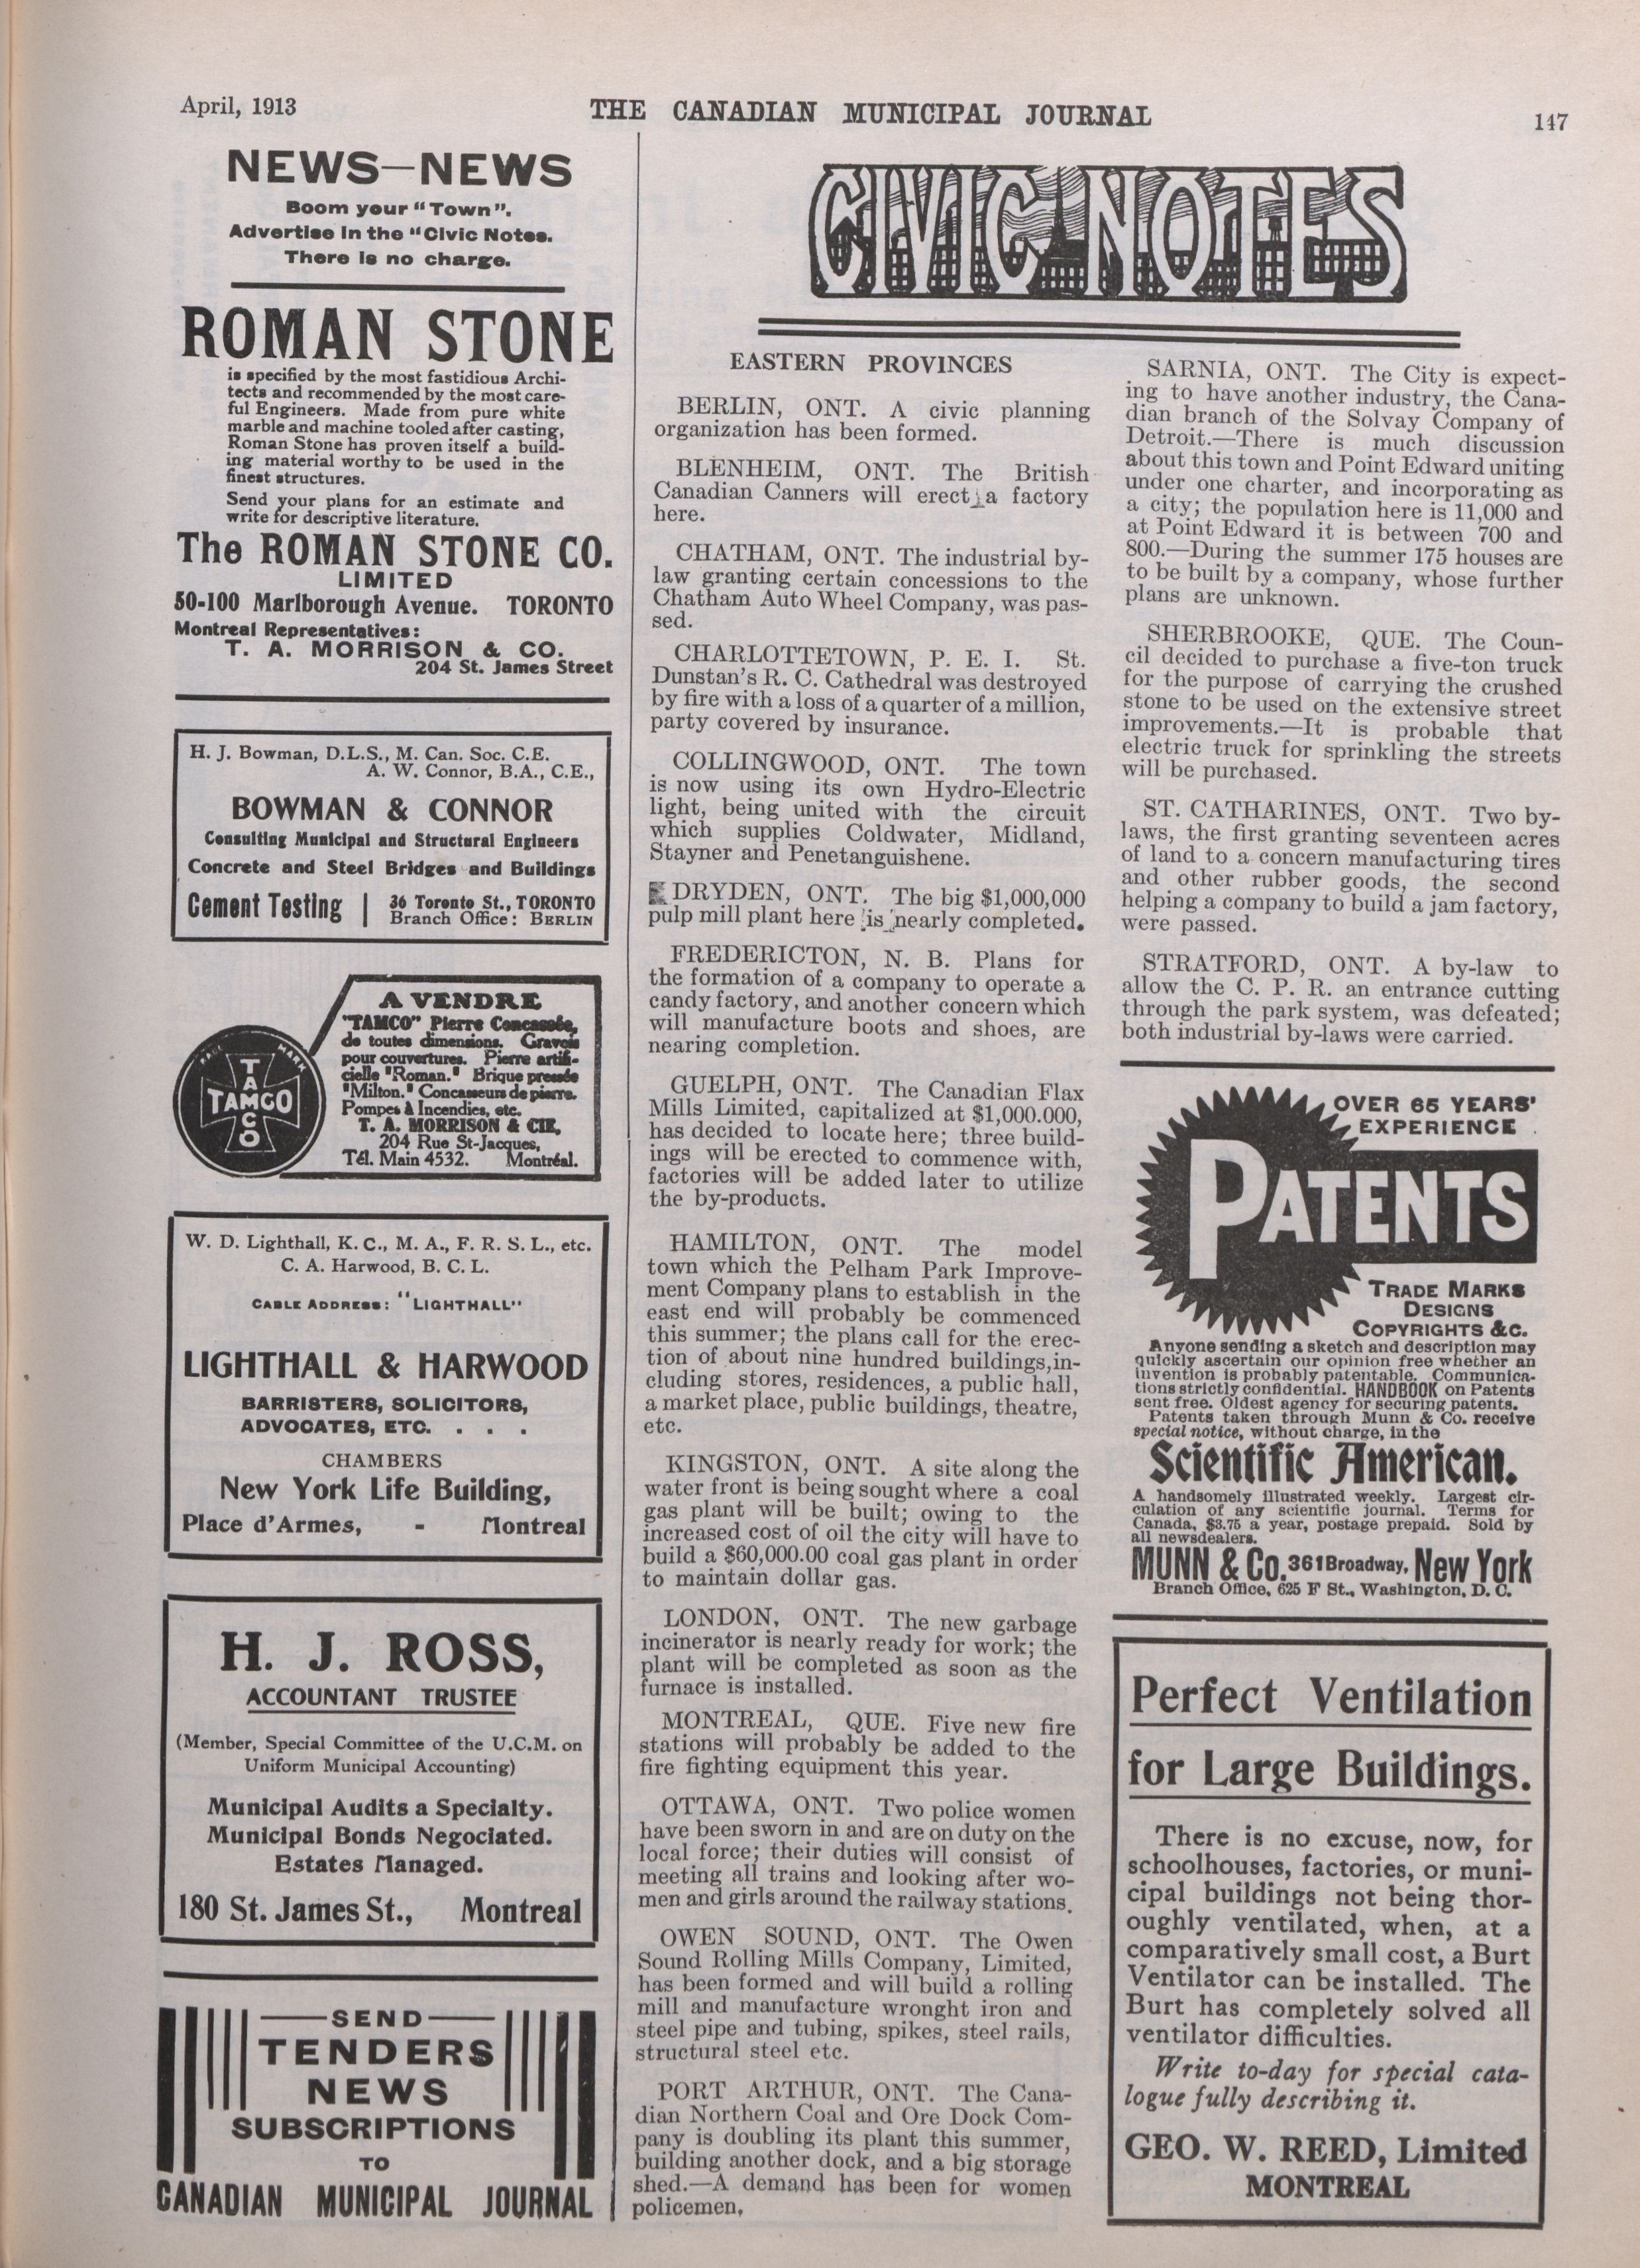 April, 1913
THE CANADIAN MUNICIPAL JOURNAL
147
NEWS—NEWS
Boom your "Town".
Advertise in the "Civic Notes.
There is no charge.
ROMAN STONE
is specified by the most fastidious Archi-
tects and recommended by the most care-
ful Engineers. Made from pure white
marble and machine tooled after casting,
Roman Stone has proven itself a build-
ing material worthy to be used in the
finest structures.
Send your plans for an estimate and
write for descriptive literature.
The ROMAN STONE CO.
LIMITED
50-100 Marlborough Avenue. TORONTO
Montreal Representatives:
T. A. MORRISON & CO.
204 St. James Street
H. J. Bowman, D.L.S., M. Can. Soc. C.E.
A. W. Connor, B.A., C.E.,
BOWMAN & CONNOR
Consulting Municipal and Structural Engineers
Concrete and Steel Bridges and Buildings
Cement Testing
36 Toronto St., TORONTO
Branch Office: BERLIN
TAMCO
TAMCO
MARK
A VENDRE
"TAMCO" Pierre Concassée,
de toutes dimensions. Gravois
pour couvertures. Pierre artifi-
cielle "Roman." Brique pressée
"Milton." Concasseurs de pierre.
Pompes à Incendies, etc.
T. A. MORRISON & CIE,
204 Rue St-Jacques,
Tél. Main 4532. Montréal.
W. D. Lighthall, K. C., M. A., F. R. S. L., etc.
C. A. Harwood, B. C. L.
CABLE ADDRESS: "LIGHTHALL"
LIGHTHALL & HARWOOD
BARRISTERS, SOLICITORS,
ADVOCATES, ETC. . . .
CHAMBERS
New York Life Building,
Place d'Armes, - Montreal
H. J. ROSS,
ACCOUNTANT TRUSTEE
(Member, Special Committee of the U.C.M. on
Uniform Municipal Accounting)
Municipal Audits a Specialty.
Municipal Bonds Negociated.
Estates Managed.
180 St. James St., Montreal
SEND
TENDERS
NEWS
SUBSCRIPTIONS
TO
CANADIAN MUNICIPAL JOURNAL
CIVIC NOTES
EASTERN PROVINCES
BERLIN, ONT. A civic planning
organization has been formed.
BLENHEIM, ONT. The British
Canadian Canners will erect a factory
here.
CHATHAM, ONT. The industrial by-
law granting certain concessions to the
Chatham Auto Wheel Company, was pas-
sed.
CHARLOTTETOWN, P. E. I. St.
Dunstan's R. C. Cathedral was destroyed
by fire with a loss of a quarter of a million,
party covered by insurance.
COLLINGWOOD, ONT. The town
is now using its own Hydro-Electric
light, being united with the circuit
which supplies Coldwater, Midland,
Stayner and Penetanguishene.
DRYDEN, ONT. The big $1,000,000
pulp mill plant here is nearly completed.
FREDERICTON, N. B. Plans for
the formation of a company to operate a
candy factory, and another concern which
will manufacture boots and shoes, are
nearing completion.
GUELPH, ONT. The Canadian Flax
Mills Limited, capitalized at $1,000.000,
has decided to locate here; three build-
ings will be erected to commence with,
factories will be added later to utilize
the by-products.
HAMILTON, ONT. The model
town which the Pelham Park Improve-
ment Company plans to establish in the
east end will probably be commenced
this summer; the plans call for the erec-
tion of about nine hundred buildings,in-
cluding stores, residences, a public hall,
a market place, public buildings, theatre,
etc.
KINGSTON, ONT. A site along the
water front is being sought where a coal
gas plant will be built; owing to the
increased cost of oil the city will have to
build a $60,000.00 coal gas plant in order
to maintain dollar gas.
LONDON, ONT. The new garbage
incinerator is nearly ready for work; the
plant will be completed as soon as the
furnace is installed.
MONTREAL, QUE. Five new fire
stations will probably be added to the
fire fighting equipment this year.
OTTAWA, ONT. Two police women
have been sworn in and are on duty on the
local force; their duties will consist of
meeting all trains and looking after wo-
men and girls around the railway stations.
OWEN SOUND, ONT. The Owen
Sound Rolling Mills Company, Limited,
has been formed and will build a rolling
mill and manufacture wronght iron and
steel pipe and tubing, spikes, steel rails,
structural steel etc.
PORT ARTHUR, ONT. The Cana-
dian Northern Coal and Ore Dock Com-
pany is doubling its plant this summer,
building another dock, and a big storage
shed.—A demand has been for women
policemen.
SARNIA, ONT. The City is expect-
ing to have another industry, the Cana-
dian branch of the Solvay Company of
Detroit.—There is much discussion
about this town and Point Edward uniting
under one charter, and incorporating as
a city; the population here is 11,000 and
at Point Edward it is between 700 and
800.—During the summer 175 houses are
to be built by a company, whose further
plans are unknown.
SHERBROOKE, QUE. The Coun-
cil decided to purchase a five-ton truck
for the purpose of carrying the crushed
stone to be used on the extensive street
improvements.—It is probable that
electric truck for sprinkling the streets
will be purchased.
ST. CATHARINES, ONT. Two by-
laws, the first granting seventeen acres
of land to a concern manufacturing tires
and other rubber goods, the second
helping a company to build a jam factory,
were passed.
STRATFORD, ONT. A by-law to
allow the C. P. R. an entrance cutting
through the park system, was defeated;
both industrial by-laws were carried.
OVER 65 YEARS'
EXPERIENCE
PATENTS
TRADE MARKS
DESIGNS
COPYRIGHTS &C.
Anyone sending a sketch and description may
quickly ascertain our opinion free whether an
invention is probably patentable. Communica-
tions strictly confidential. HANDBOOK on Patents
sent free. Oldest agency for securing patents.
Patents taken through Munn & Co. receive
special notice, without charge, in the
Scientific American.
A handsomely illustrated weekly. Largest cir-
culation of any scientific journal. Terms for
Canada, $3.75 a year, postage prepaid. Sold by
all newsdealers.
MUNN & Co. 361 Broadway, New York
Branch Office, 625 F St., Washington, D. C.
Perfect Ventilation
for Large Buildings.
There is no excuse, now, for
schoolhouses, factories, or muni-
cipal buildings not being thor-
oughly ventilated, when, at a
comparatively small cost, a Burt
Ventilator can be installed. The
Burt has completely solved all
ventilator difficulties.
Write to-day for special cata-
logue fully describing it.
GEO. W. REED, Limited
MONTREAL